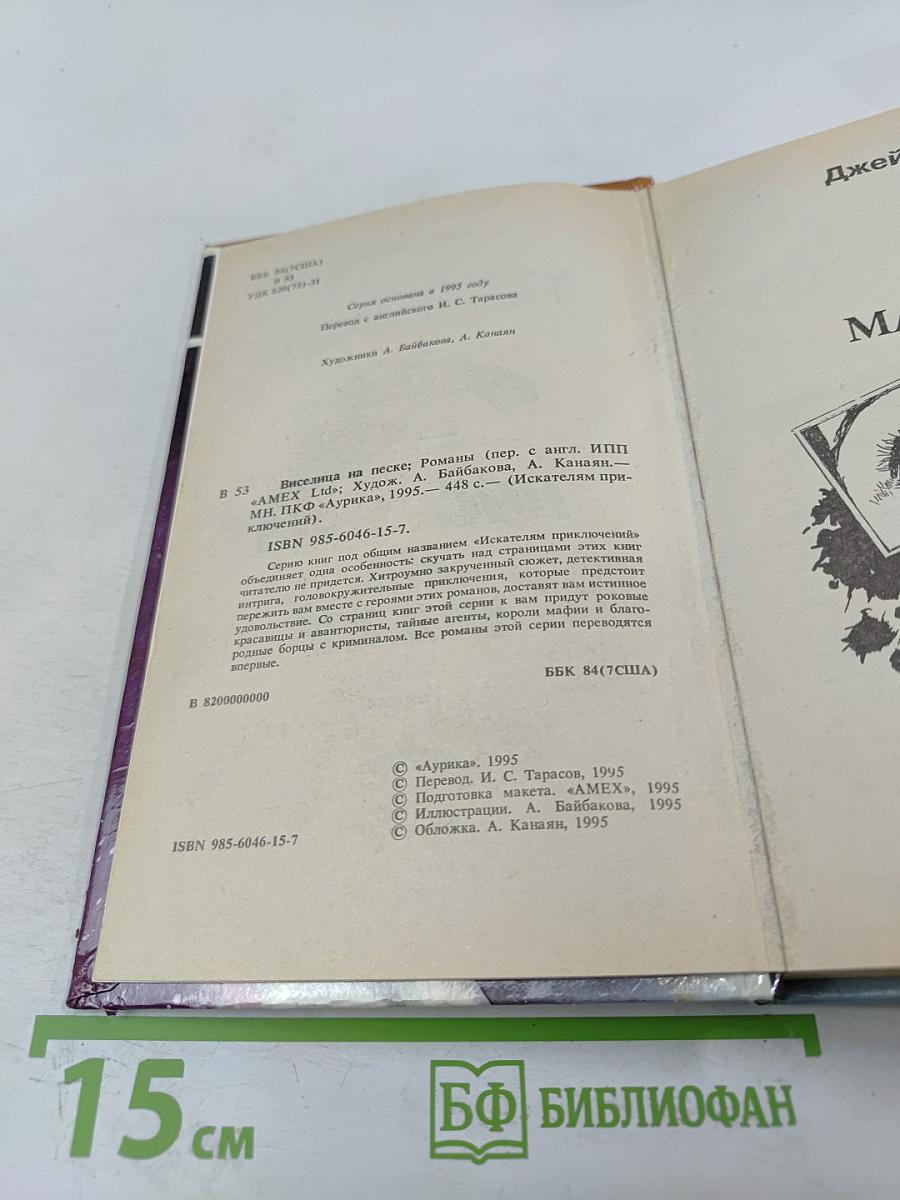 ББК 84(7США)
В 53
УДК 820(73)-31
Серия основана в 1995 году
Перевод с английского И. С. Тарасова
Художники А. Байбакова, А. Канаян
В 53
Виселица на песке; Романы (пер. с англ. ИПП
«AMEX Ltd»; Худож. А. Байбакова, А. Канаян.—
МН. ПКФ «Аурика», 1995.— 448 с.— (Искателям при-
ключений).
ISBN 985-6046-15-7.
Серию книг под общим названием «Искателям приключений»
объединяет одна особенность: скучать над страницами этих книг
читателю не придется. Хитроумно закрученный сюжет, детективная
интрига, головокружительные приключения, которые предстоит
пережить вам вместе с героями этих романов, доставят вам истинное
удовольствие. Со страниц книг этой серии к вам придут роковые
красавицы и авантюристы, тайные агенты, короли мафии и благо-
родные борцы с криминалом. Все романы этой серии переводятся
впервые.
ББК 84(7США)
В 8200000000
© «Аурика». 1995
© Перевод. И. С. Тарасов, 1995
© Подготовка макета. «AMEX», 1995
© Иллюстрации. А. Байбакова, 1995
© Обложка. А. Канаян, 1995
ISBN 985-6046-15-7
Джей
МА
15 см
БФ БИБЛИОФАН